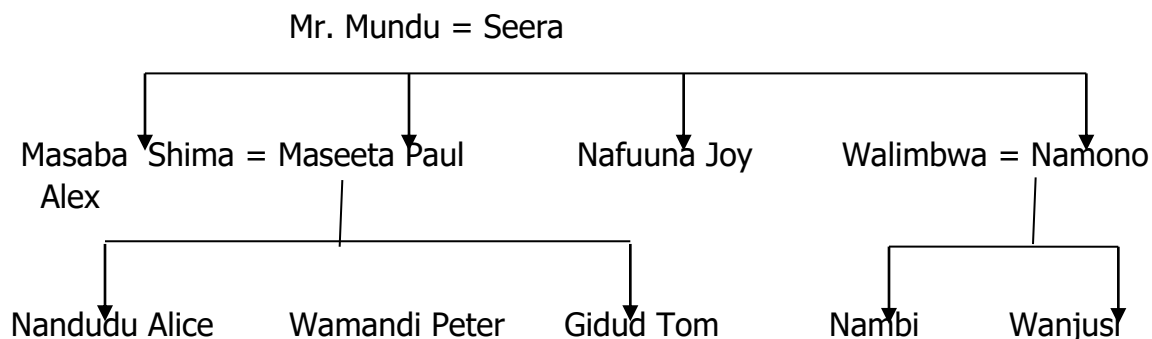 Mr. Mundu = Seera
Masaba Shima = Maseeta Paul Nafuuna Joy Walimbwa = Namono
Alex
Nandudu Alice Wamandi Peter Gidud Tom Nambi Wanjusi